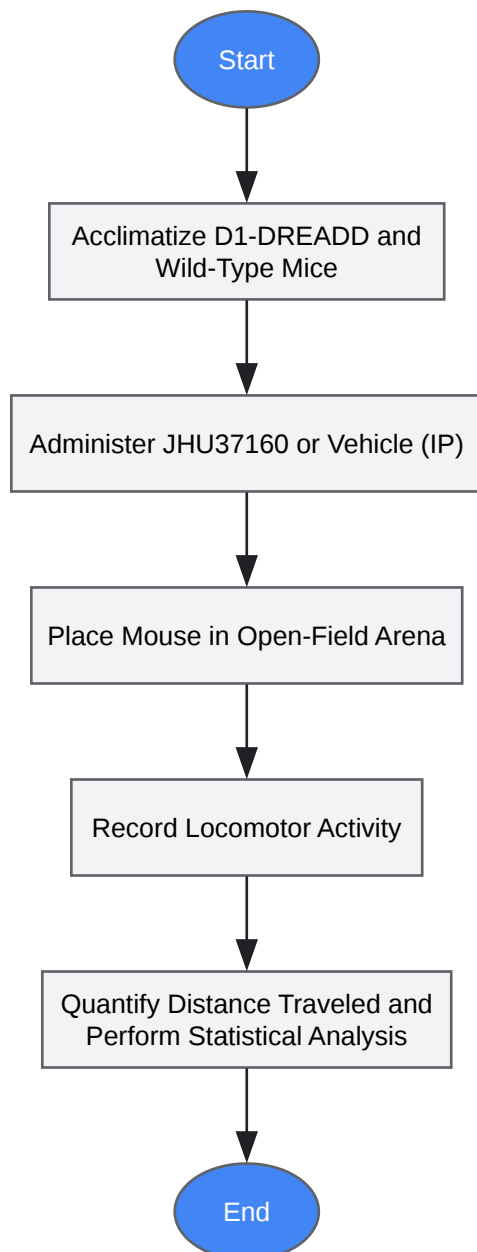 Start
Acclimatize D1-DREADD and
Wild-Type Mice
Administer JHU37160 or Vehicle (IP)
Place Mouse in Open-Field Arena
Record Locomotor Activity
Quantify Distance Traveled and
Perform Statistical Analysis
End